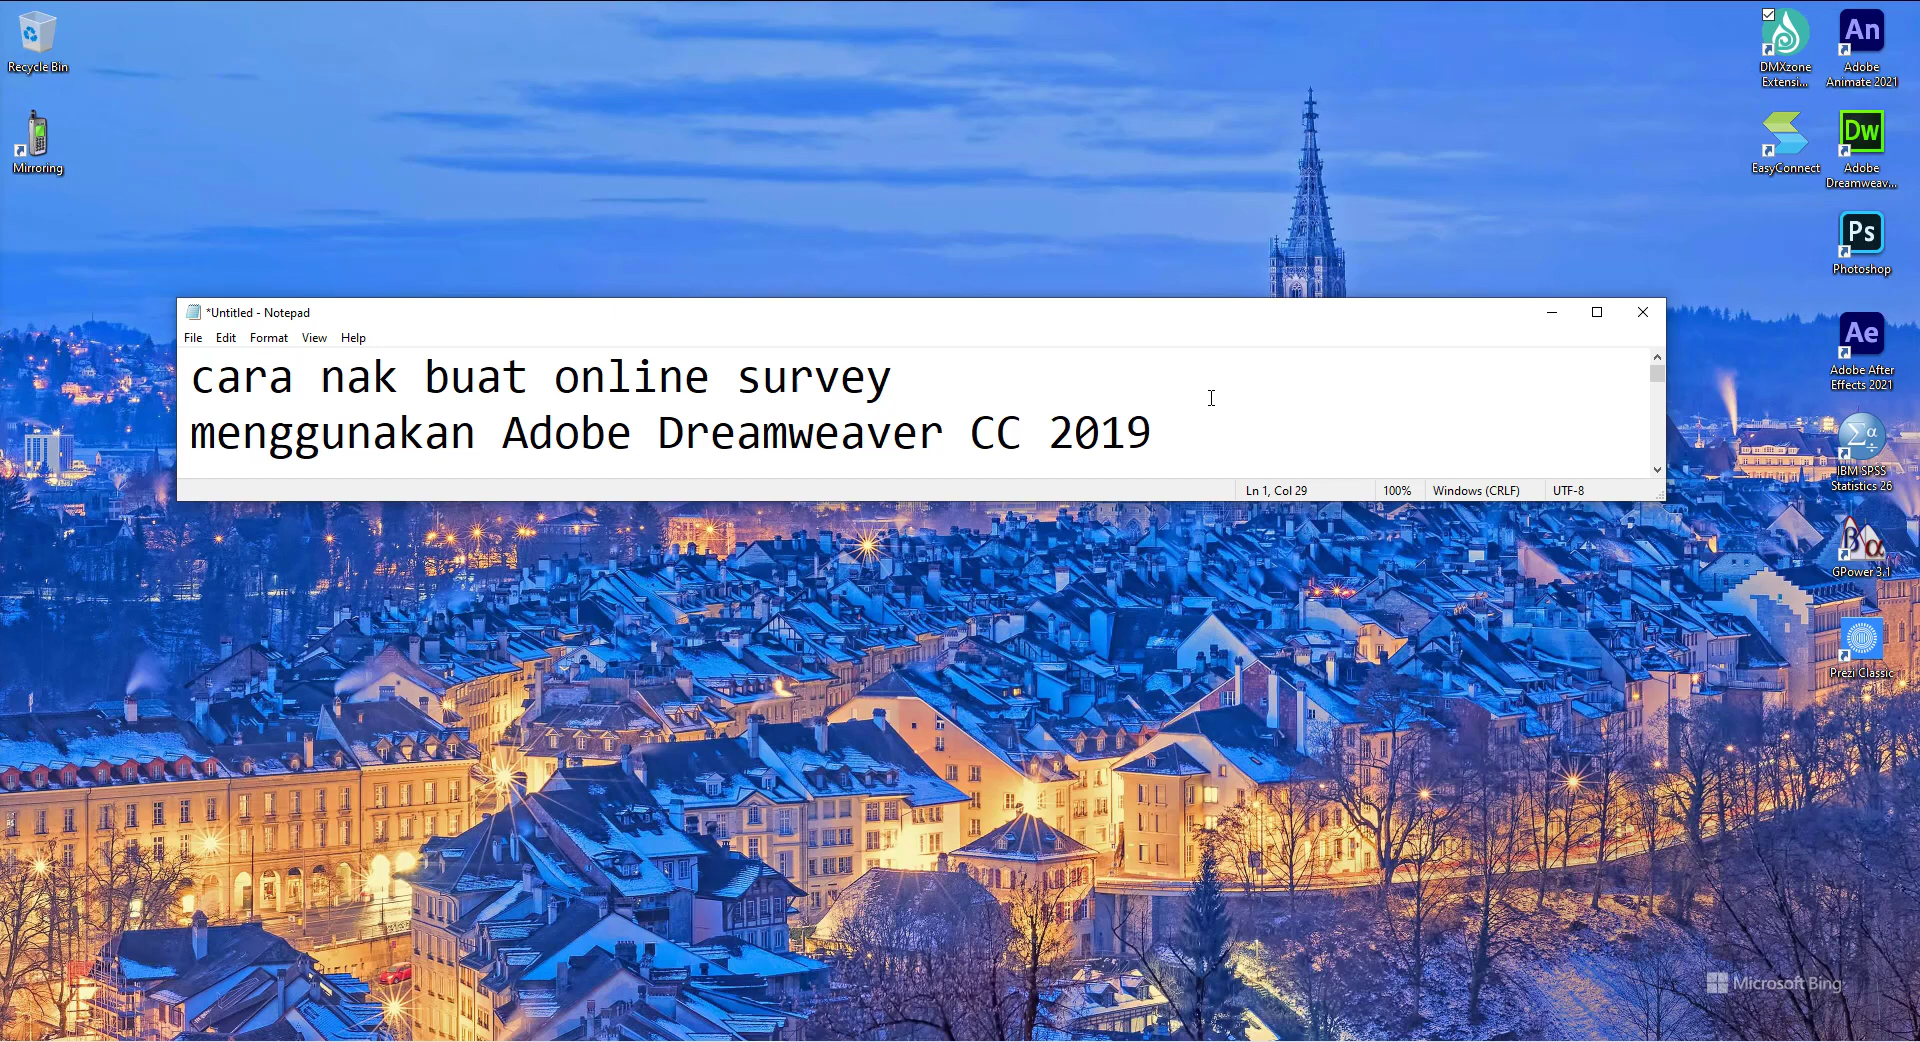 Recycle Bin
Mirroring
DMXzone
Extensi...
An
Adobe
Animate 2021
EasyConnect
Dw
Adobe
Dreamweav...
Ps
Photoshop
*Untitled - Notepad
File Edit Format View Help
cara nak buat online survey
menggunakan Adobe Dreamweaver CC 2019
Ln 1, Col 29 100% Windows (CRLF) UTF-8
Ae
Adobe After
Effects 2021
Σα
IBM SPSS
Statistics 26
β α
GPower 3.1
Prezi Classic
Microsoft Bing